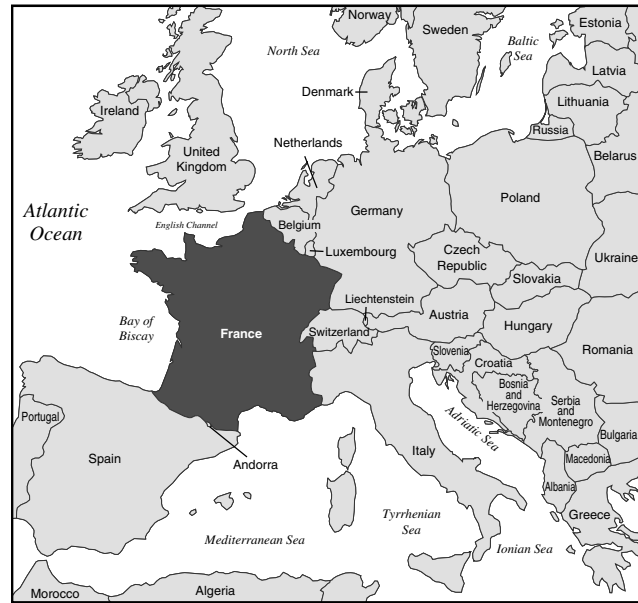 Norway
Sweden
Estonia
North Sea
Baltic
Sea
Latvia
Denmark
Lithuania
Ireland
Russia
Netherlands
United
Kingdom
Belarus
Poland
Atlantic
Ocean
English Channel
Belgium
Germany
Luxembourg
Czech
Republic
Ukraine
Slovakia
Liechtenstein
Bay of
Biscay
France
Switzerland
Austria
Hungary
Romania
Slovenia
Croatia
Bosnia
and
Herzegovina
Serbia
and
Montenegro
Portugal
Adriatic Sea
Bulgaria
Spain
Andorra
Italy
Macedonia
Albania
Greece
Tyrrhenian
Sea
Mediterranean Sea
Ionian Sea
Morocco
Algeria